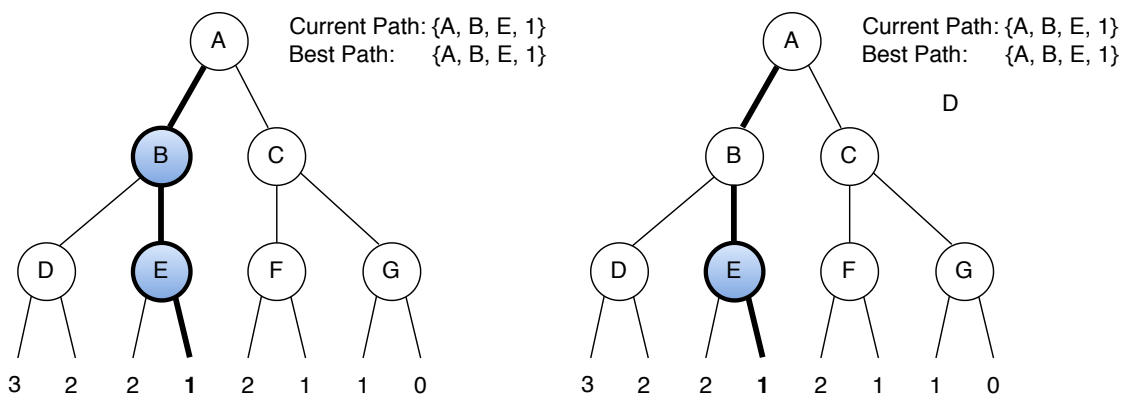 A
Current Path: {A, B, E, 1}
Best Path: {A, B, E, 1}
B
C
D
E
F
G
3 2 2 1 2 1 1 0
A
Current Path: {A, B, E, 1}
Best Path: {A, B, E, 1}
D
B
C
D
E
F
G
3 2 2 1 2 1 1 0